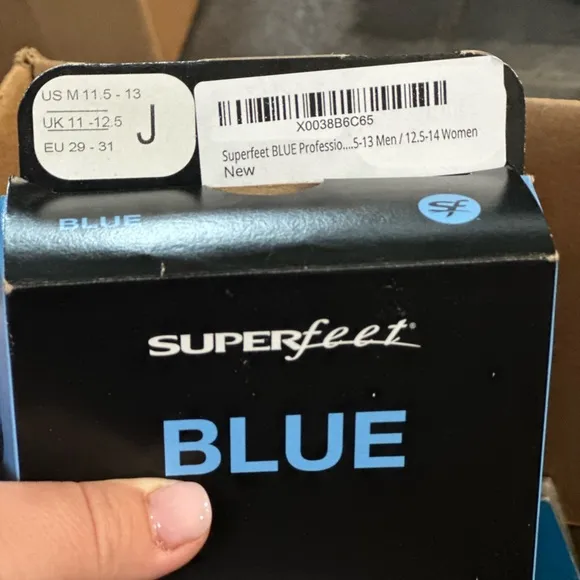 US M 11.5 - 13
UK 11 -12.5
EU 29 - 31
J
X0038B6C65
Superfeet BLUE Professio....5-13 Men / 12.5-14 Women
New
BLUE
SF
SUPERfeet®
BLUE